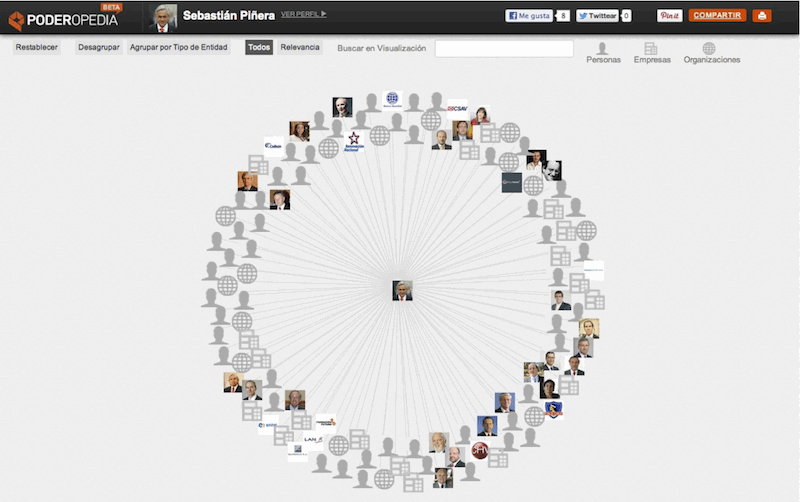 PODEROPEDIA
BETA
Sebastián Piñera VER PERFIL
Me gusta 8
Twittear 0
Pin it
COMPARTIR
Restablecer Desagrupar Agrupar por Tipo de Entidad Todos Relevancia Buscar en Visualización
Personas Empresas Organizaciones
CSAV
Renovación
Nacional
LAN
CHV